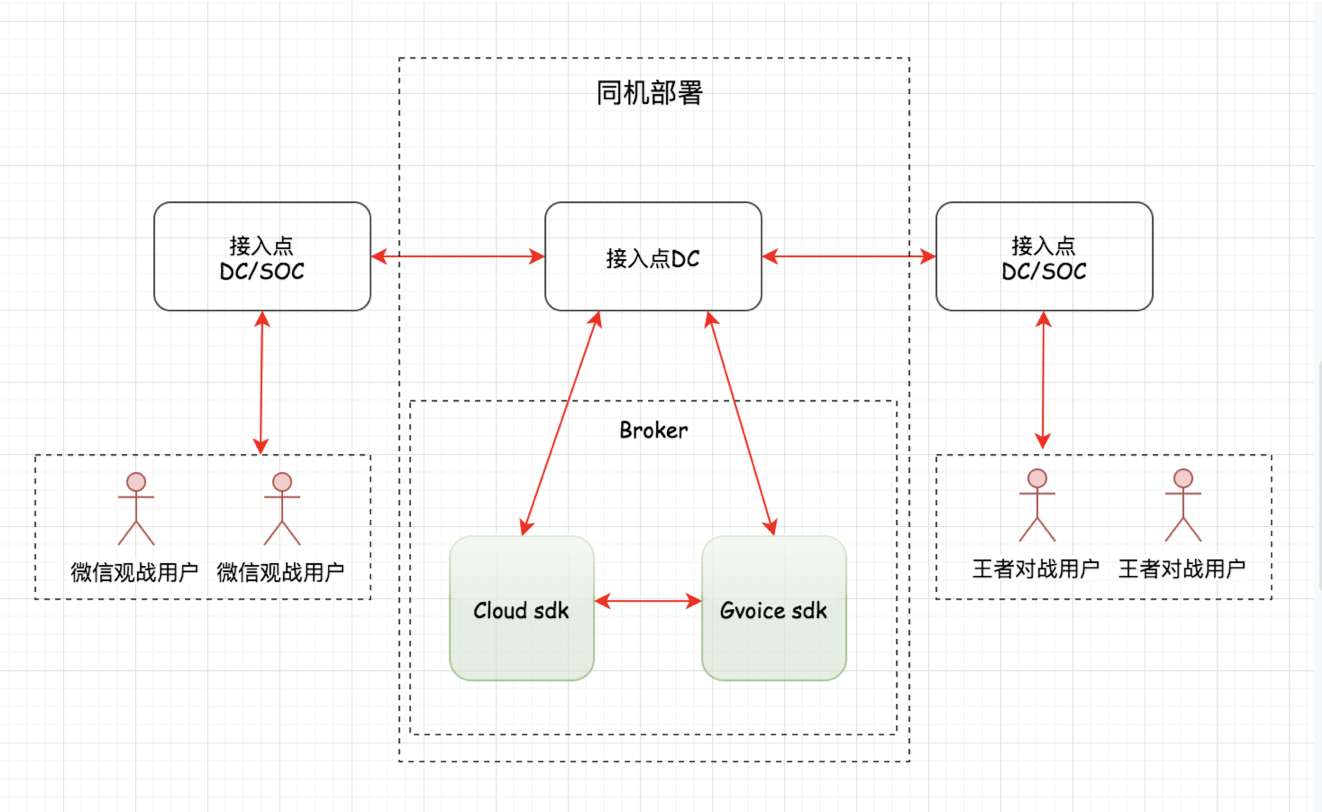 同机部署
接入点
DC/SOC
接入点DC
接入点
DC/SOC
Broker
微信观战用户
微信观战用户
王者对战用户
王者对战用户
Cloud sdk
Gvoice sdk